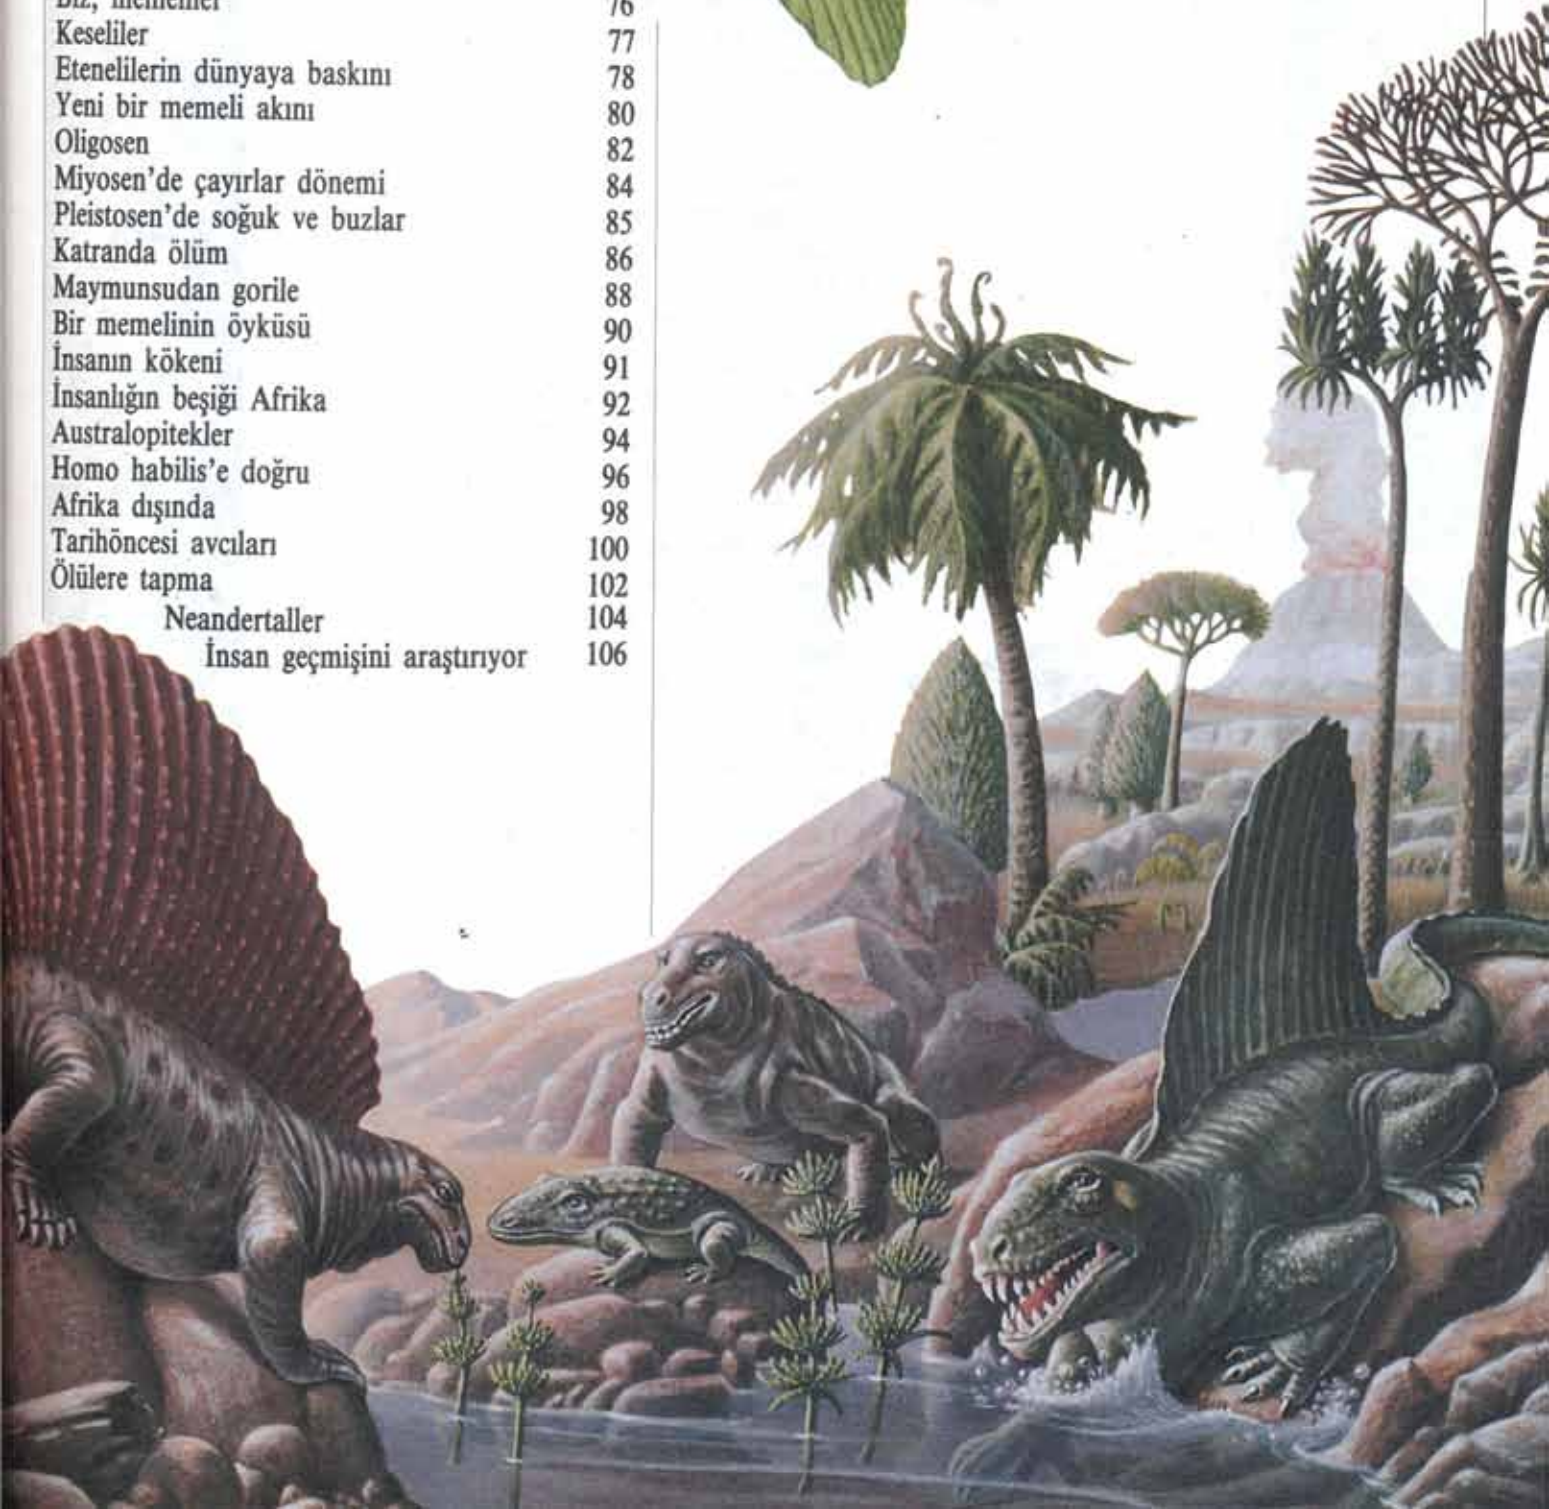 Biz, memeliler 76
Keseliler 77
Etenelilerin dünyaya baskını 78
Yeni bir memeli akını 80
Oligosen 82
Miyosen'de çayırlar dönemi 84
Pleistosen'de soğuk ve buzlar 85
Katranda ölüm 86
Maymunsudan gorile 88
Bir memelinin öyküsü 90
İnsanın kökeni 91
İnsanlığın beşiği Afrika 92
Australopitekler 94
Homo habilis'e doğru 96
Afrika dışında 98
Tarihöncesi avcıları 100
Ölülere tapma 102
Neandertaller 104
İnsan geçmişini araştırıyor 106